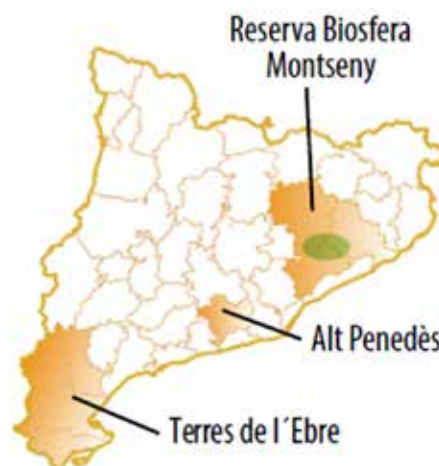 Reserva Biosfera
Montseny
Alt Penedès
Terres de l´Ebre